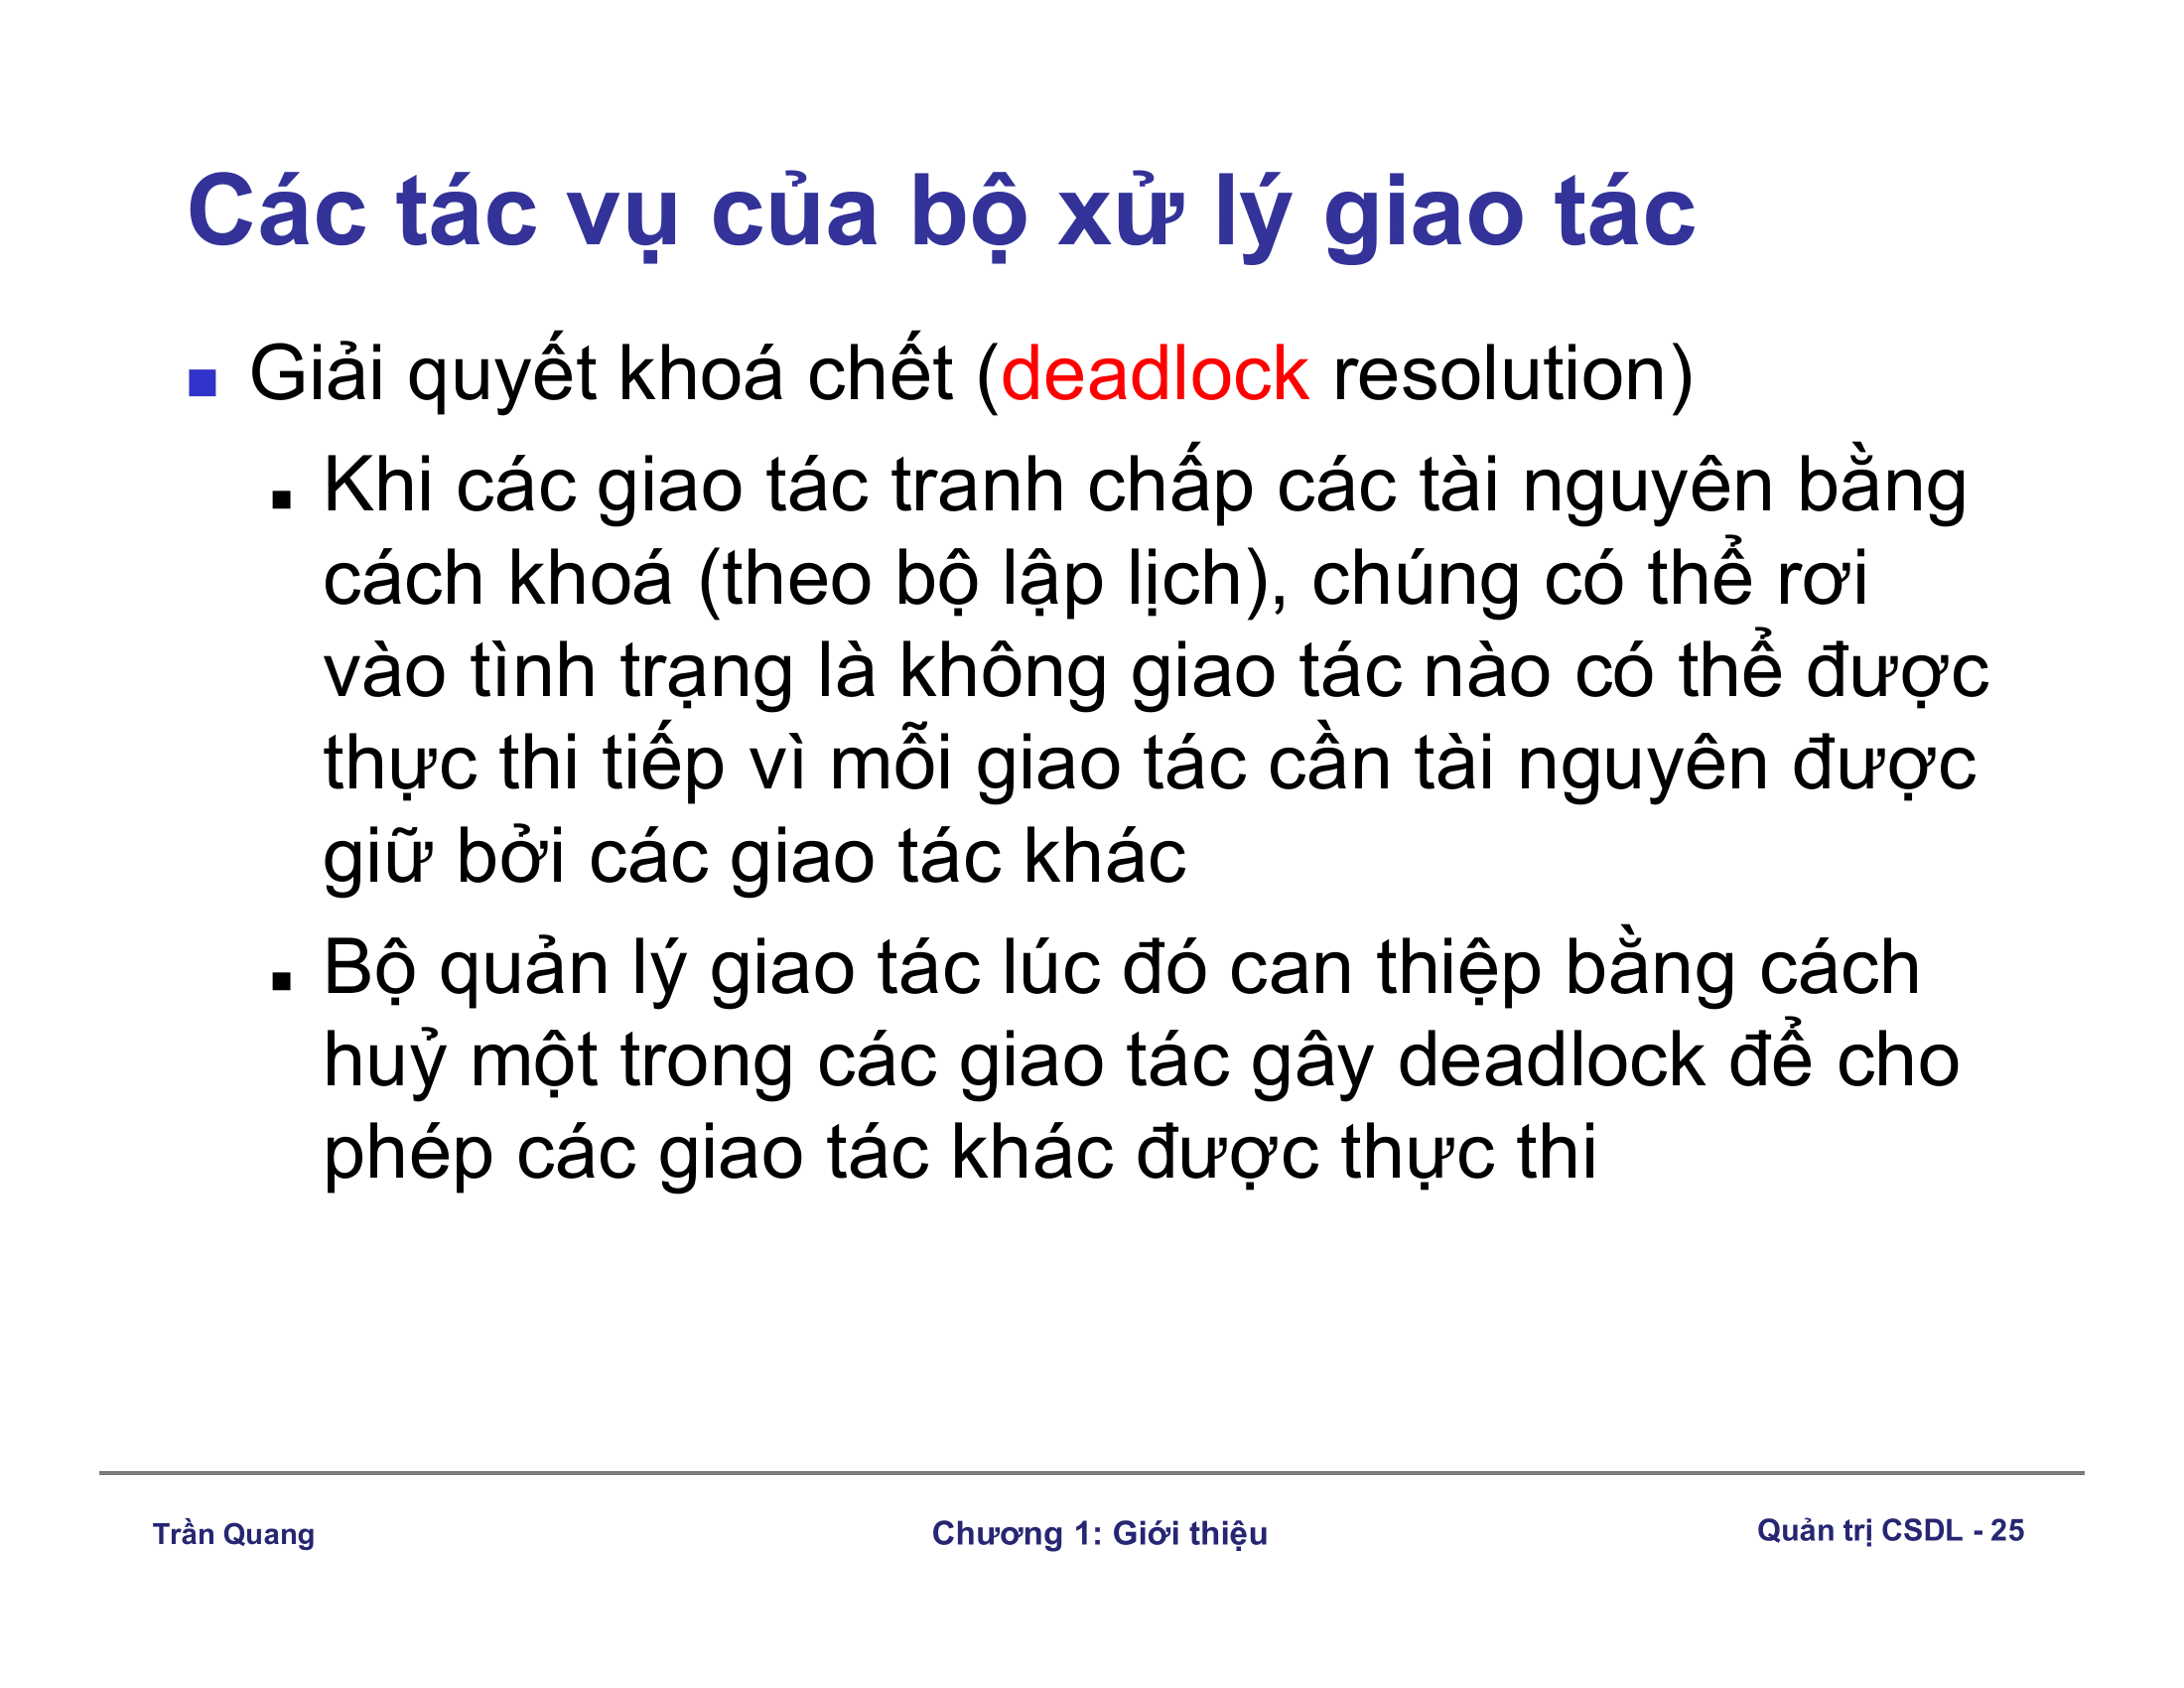 Các tác vụ của bộ xử lý giao tác
Giải quyết khoá chết (deadlock resolution)
Khi các giao tác tranh chấp các tài nguyên bằng
cách khoá (theo bộ lập lịch), chúng có thể rơi
vào tình trạng là không giao tác nào có thể được
thực thi tiếp vì mỗi giao tác cần tài nguyên được
giữ bởi các giao tác khác
Bộ quản lý giao tác lúc đó can thiệp bằng cách
huỷ một trong các giao tác gây deadlock để cho
phép các giao tác khác được thực thi
Trần Quang
Chương 1: Giới thiệu
Quản trị CSDL - 25